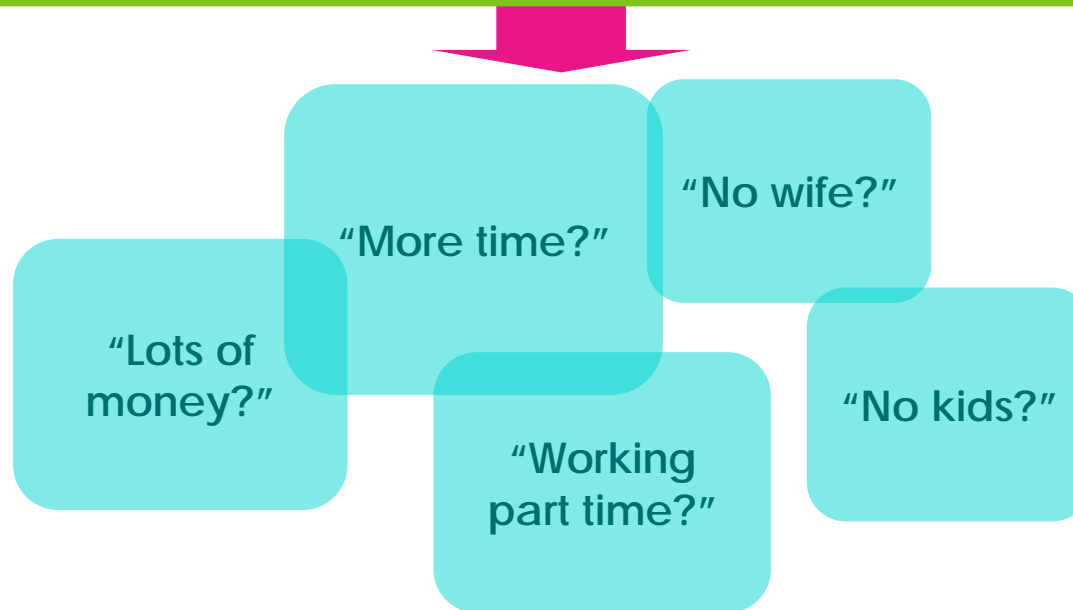 “More time?”
“No wife?”
“Lots of
money?”
“No kids?”
“Working
part time?”